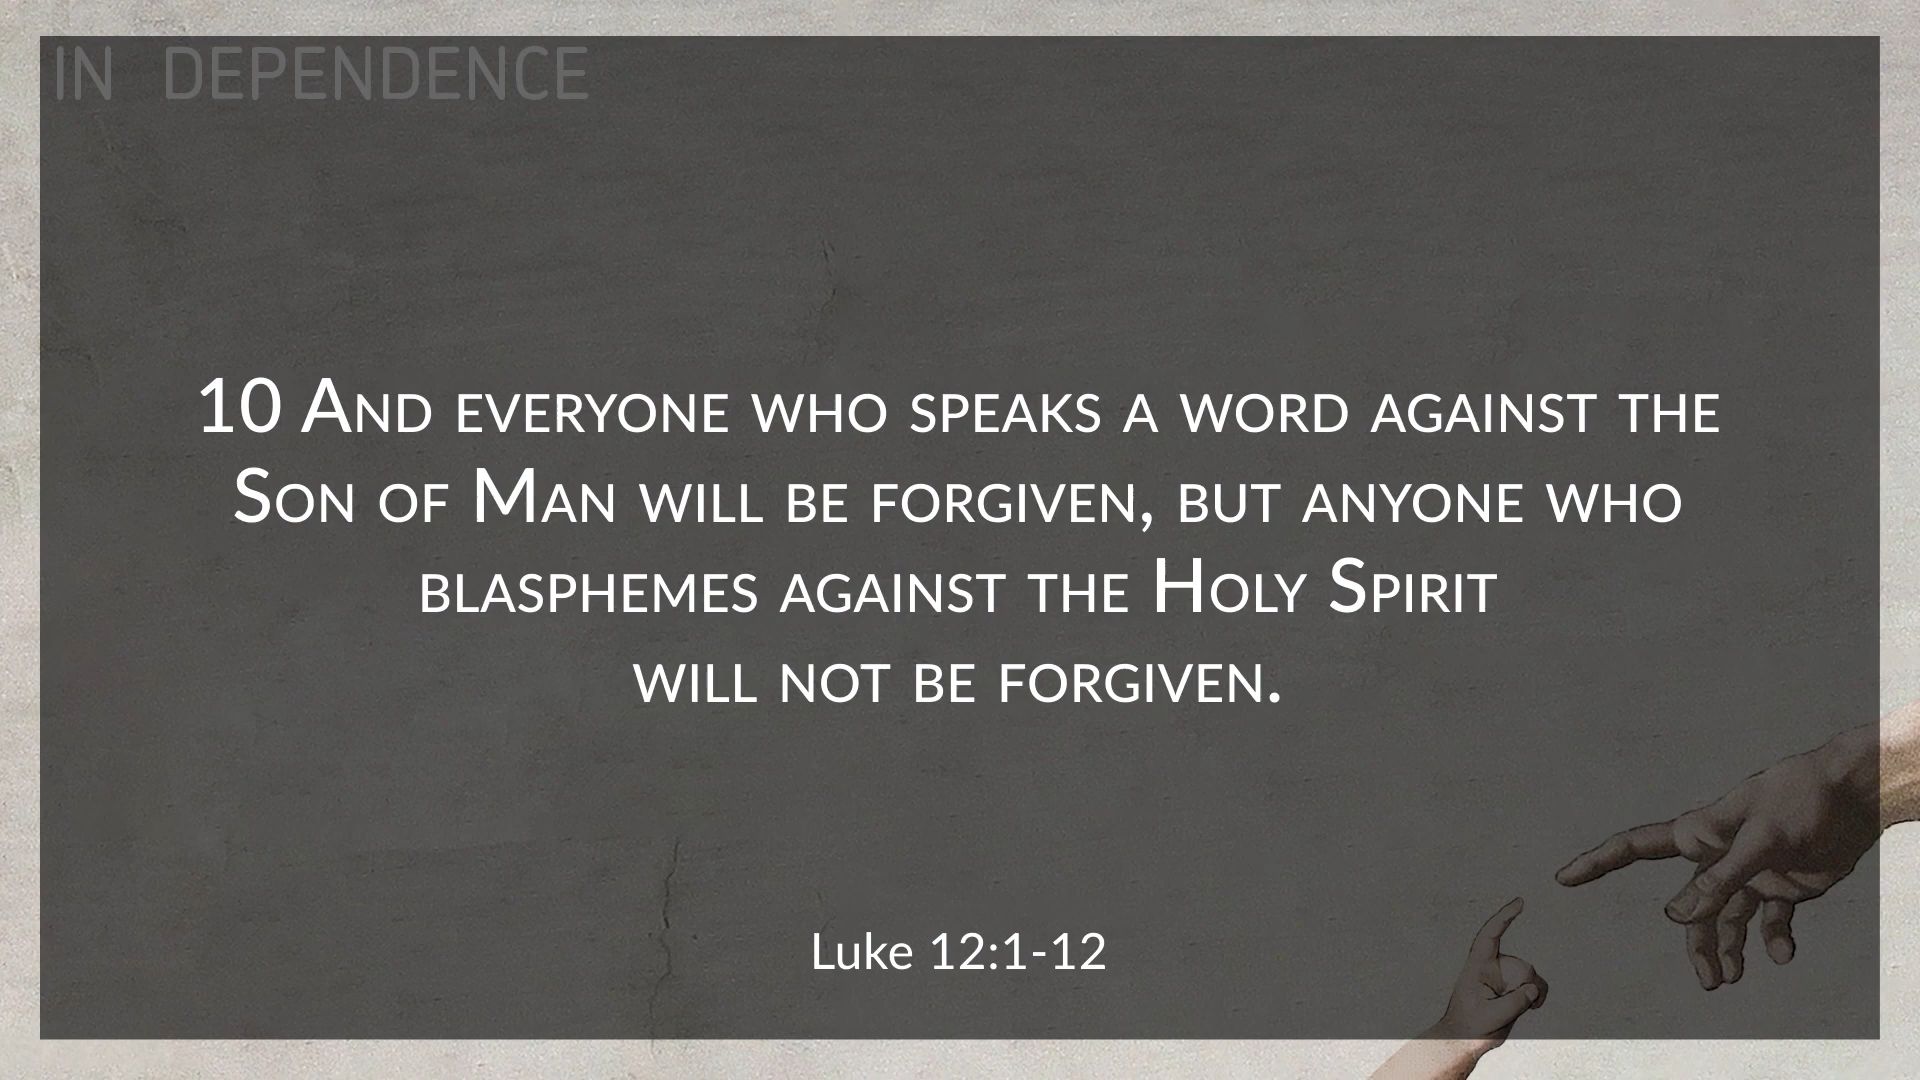 IN DEPENDENCE
10 And everyone who speaks a word against the
Son of Man will be forgiven, but anyone who
blasphemes against the Holy Spirit
will not be forgiven.
Luke 12:1-12